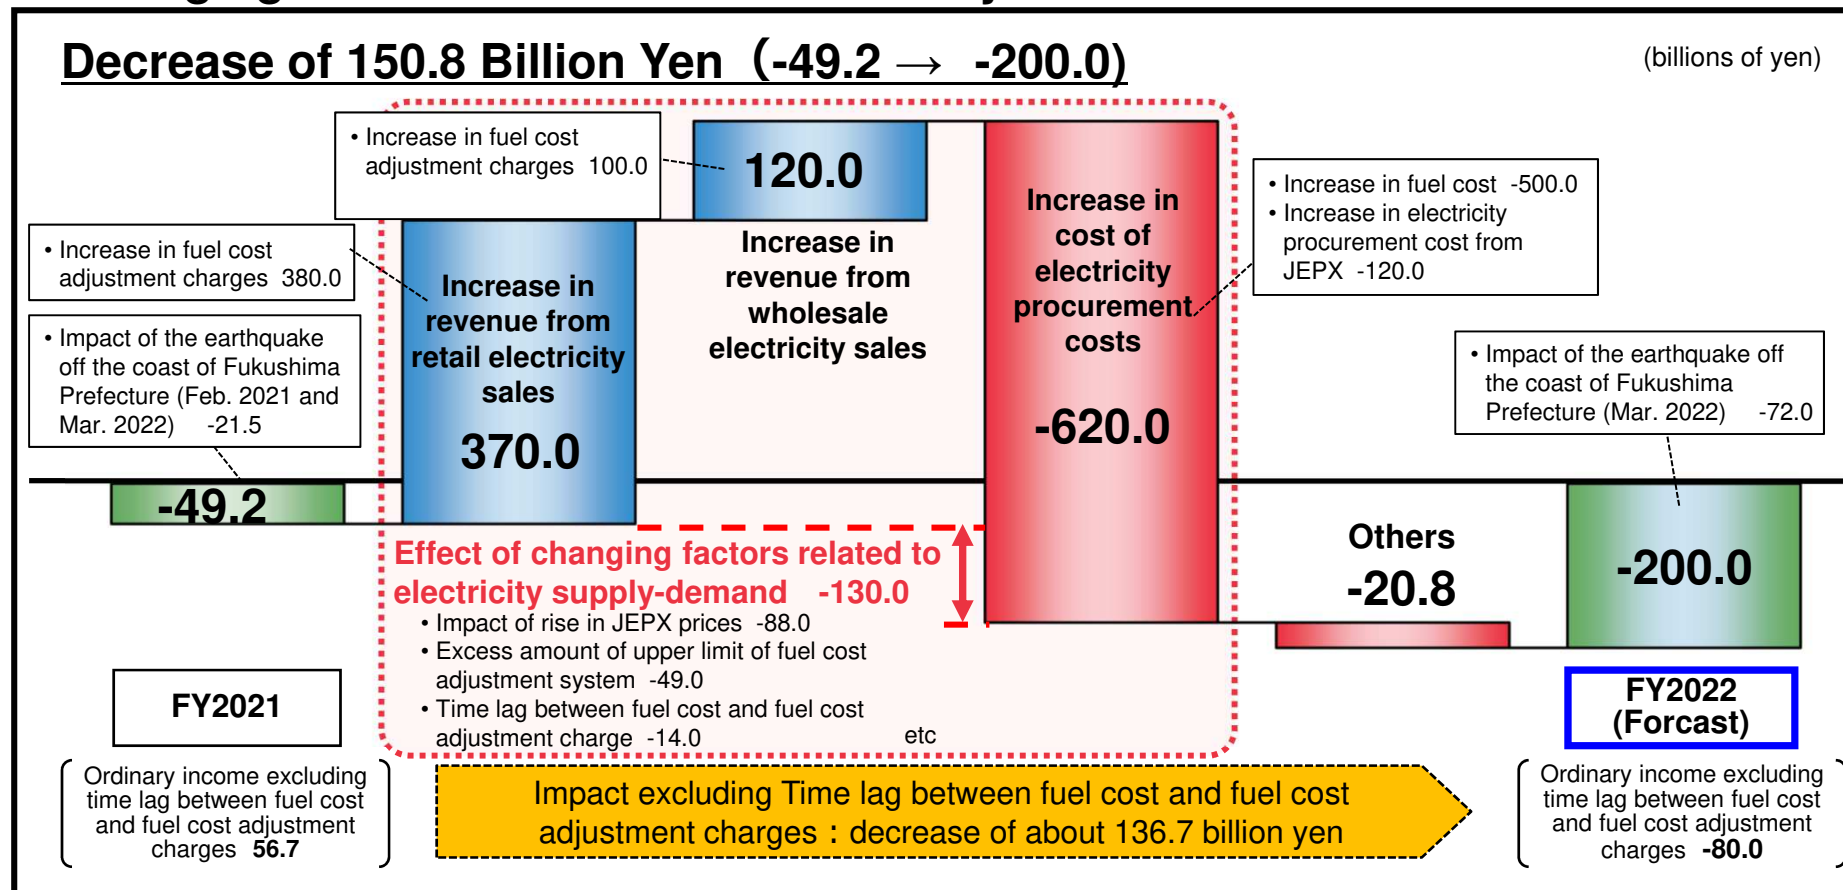 Decrease of 150.8 Billion Yen (-49.2 → -200.0)
(billions of yen)
• Increase in fuel cost
adjustment charges 100.0
120.0
Increase in
revenue from
wholesale
electricity sales
• Increase in fuel cost
adjustment charges 380.0
Increase in
revenue from
retail electricity
sales
370.0
Increase in
cost of
electricity
procurement
costs
-620.0
• Increase in fuel cost -500.0
• Increase in electricity
procurement cost from
JEPX -120.0
• Impact of the earthquake
off the coast of Fukushima
Prefecture (Feb. 2021 and
Mar. 2022) -21.5
-49.2
• Impact of the earthquake off
the coast of Fukushima
Prefecture (Mar. 2022) -72.0
Effect of changing factors related to
electricity supply-demand -130.0
• Impact of rise in JEPX prices -88.0
• Excess amount of upper limit of fuel cost
adjustment system -49.0
• Time lag between fuel cost and fuel cost
adjustment charge -14.0
etc
Others
-20.8
-200.0
FY2021
FY2022
(Forcast)
Ordinary income excluding
time lag between fuel cost
and fuel cost adjustment
charges 56.7
Impact excluding Time lag between fuel cost and fuel cost
adjustment charges : decrease of about 136.7 billion yen
Ordinary income excluding
time lag between fuel cost
and fuel cost adjustment
charges -80.0